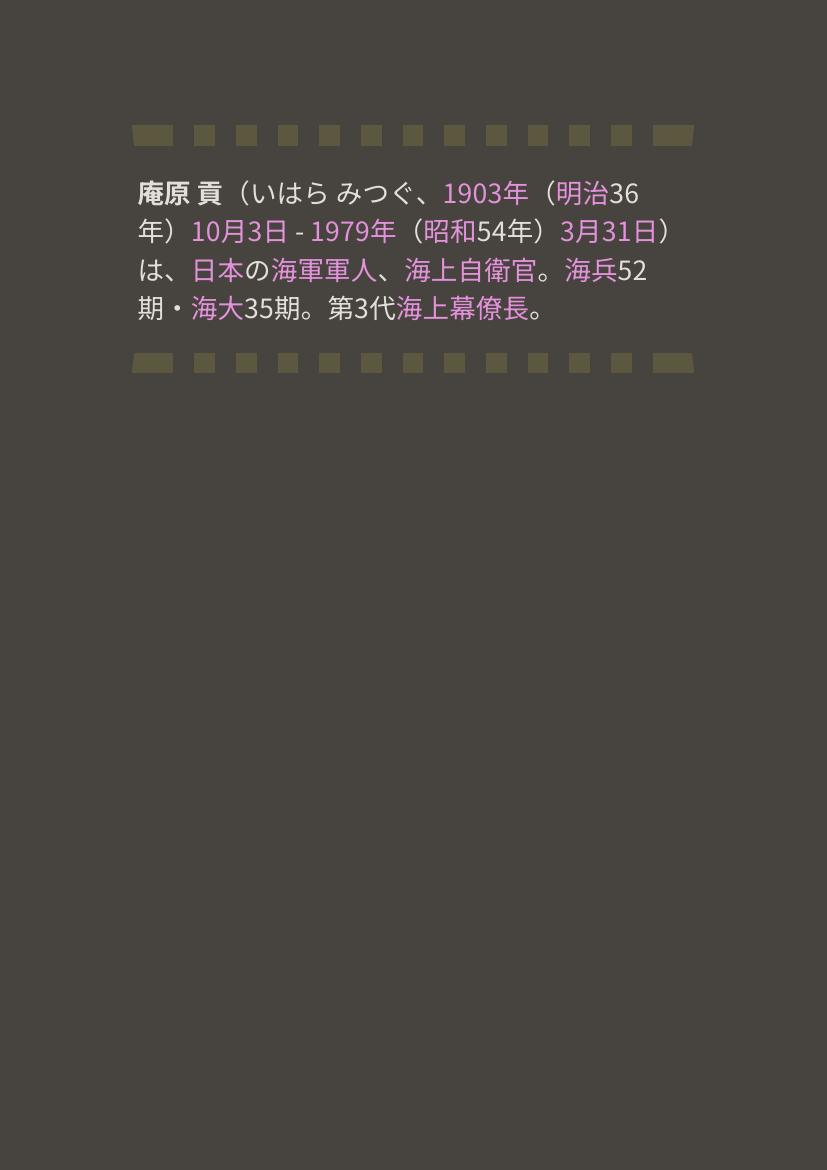 庵原 貢（いはら みつぐ、1903年（明治36
年）10月3日 - 1979年（昭和54年）3月31日）
は、日本の海軍軍人、海上自衛官。海兵52
期・海大35期。第3代海上幕僚長。